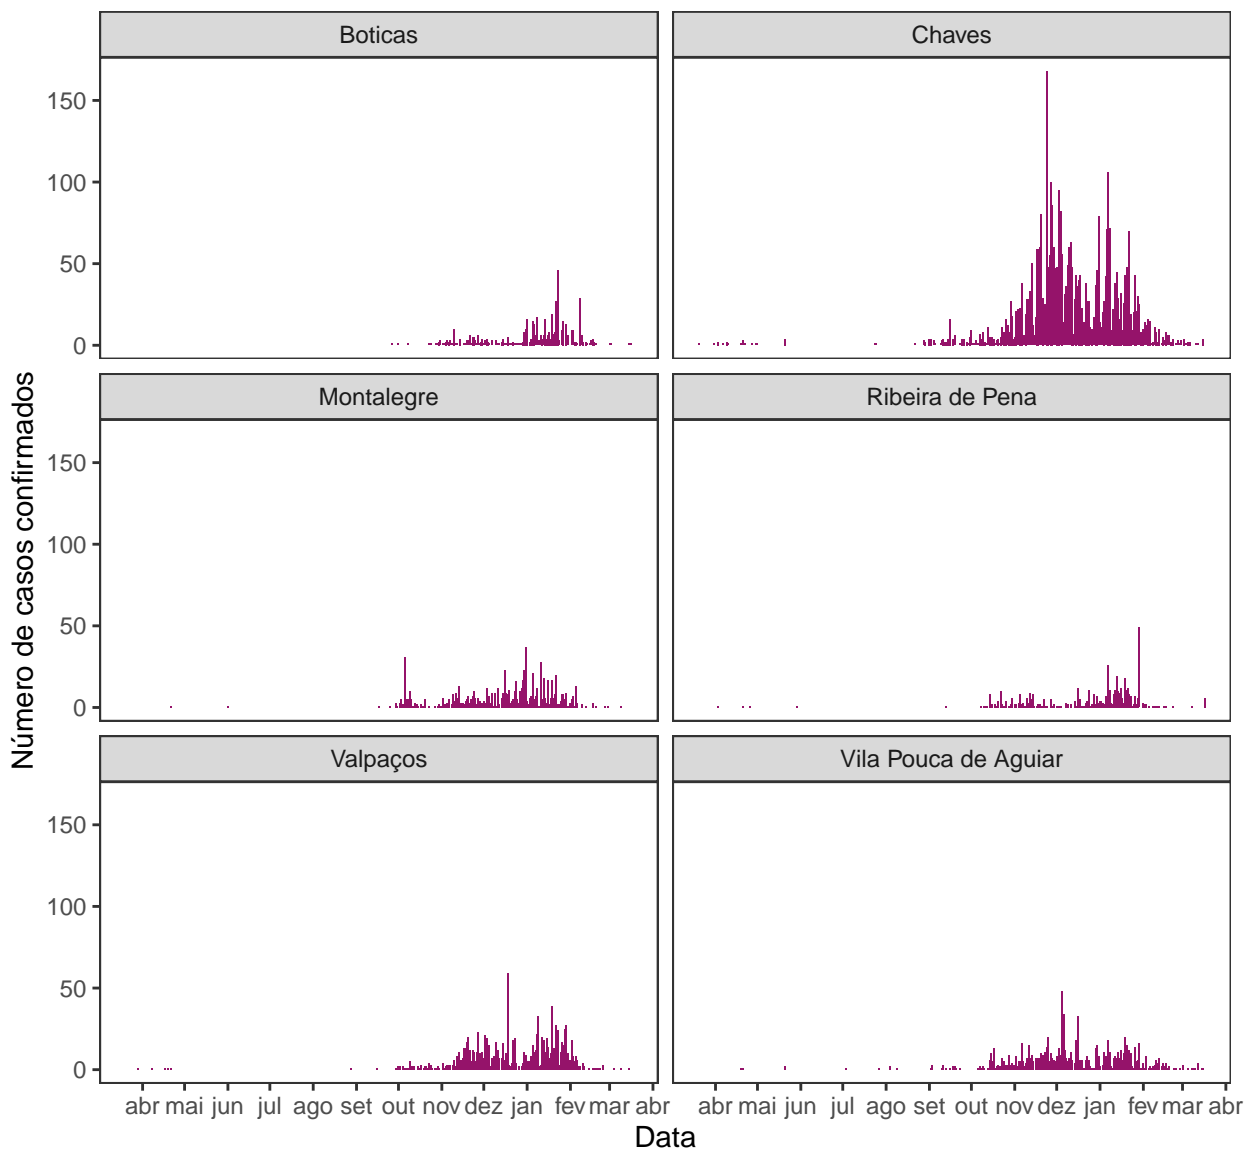 Boticas
Chaves
150
100
50
0
Montalegre
Ribeira de Pena
150
100
50
0
Número de casos confirmados
Valpaços
Vila Pouca de Aguiar
150
100
50
0
abr mai jun jul ago set out nov dez jan fev mar abr
abr mai jun jul ago set out nov dez jan fev mar abr
Data